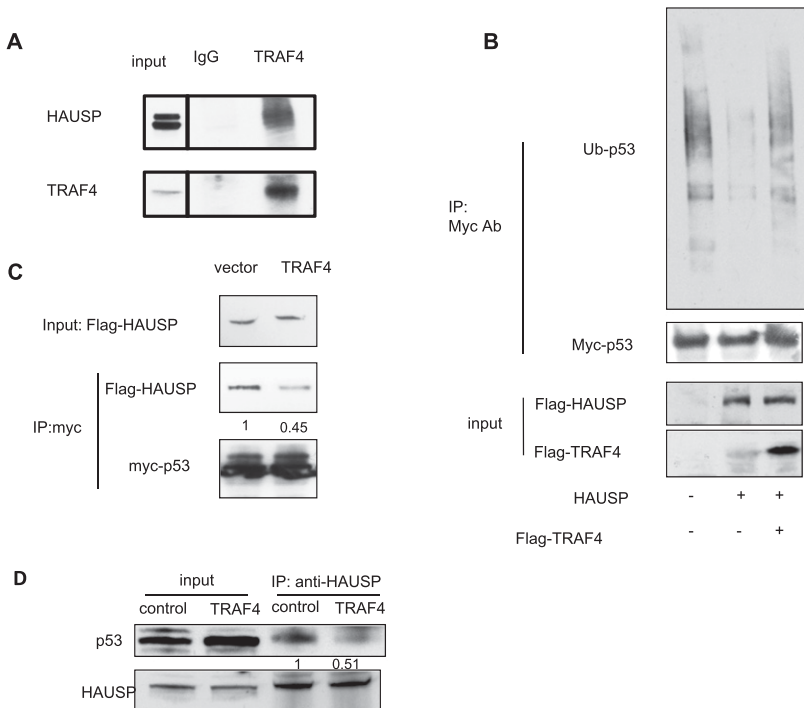 A
input IgG TRAF4
HAUSP
TRAF4
B
Ub-p53
IP:
Myc Ab
Myc-p53
Flag-HAUSP
input
Flag-TRAF4
HAUSP - + +
Flag-TRAF4 - - +
C
vector TRAF4
Input: Flag-HAUSP
Flag-HAUSP
1 0.45
IP:myc
myc-p53
D
input IP: anti-HAUSP
control TRAF4 control TRAF4
p53
1 0.51
HAUSP